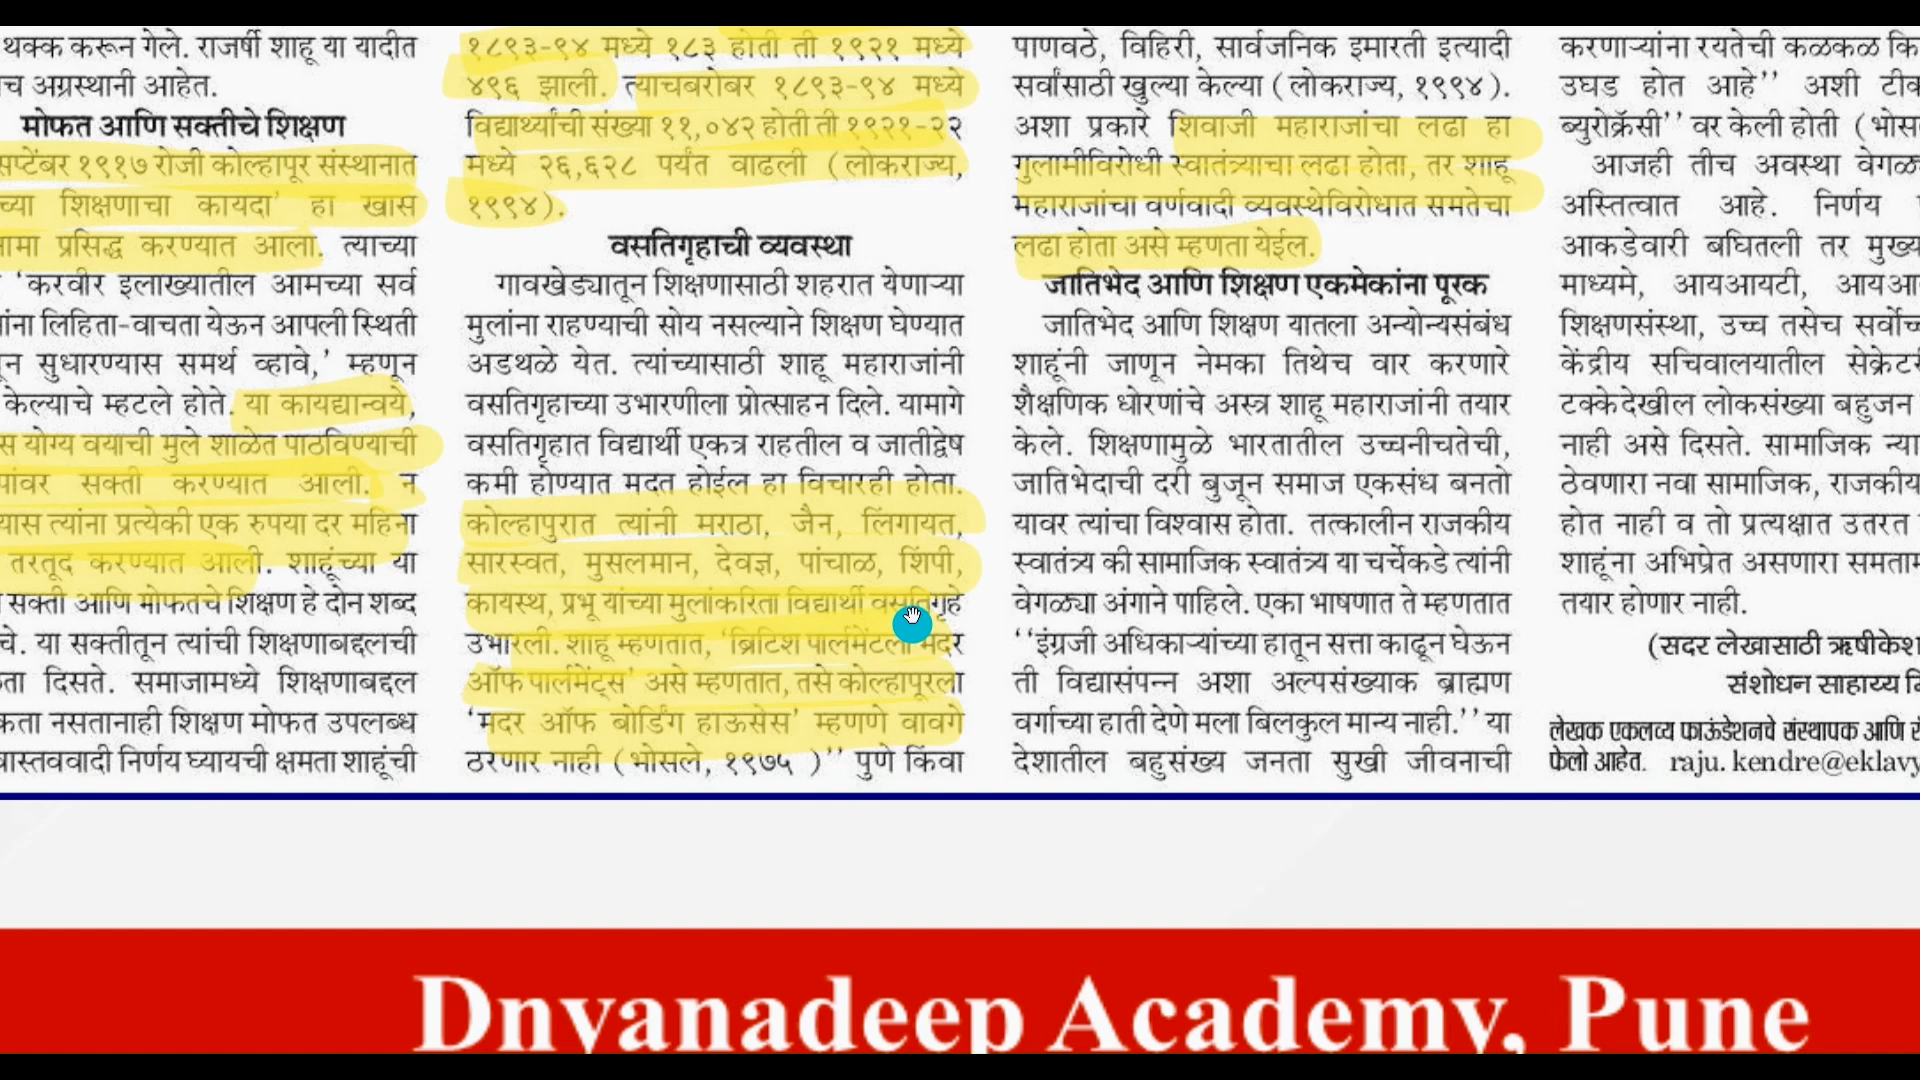 थक्क करून गेले. राजर्षी शाहू या यादीत
च अग्रस्थानी आहेत.
मोफत आणि सक्तीचे शिक्षण
सप्टेंबर १९१७ रोजी कोल्हापूर संस्थानात
च्या शिक्षणाचा कायदा' हा खास
नामा प्रसिद्ध करण्यात आला. त्याच्या
'करवीर इलाख्यातील आमच्या सर्व
ांना लिहिता-वाचता येऊन आपली स्थिती
ून सुधारण्यास समर्थ व्हावे,' म्हणून
केल्याचे म्हटले होते. या कायद्यान्वये,
स योग्य वयाची मुले शाळेत पाठविण्याची
पांवर सक्ती करण्यात आली. न
यास त्यांना प्रत्येकी एक रुपया दर महिना
तरतूद करण्यात आली. शाहूंच्या या
सक्ती आणि मोफतचे शिक्षण हे दोन शब्द
चे. या सक्तीतून त्यांची शिक्षणाबद्दलची
ता दिसते. समाजामध्ये शिक्षणाबद्दल
कता नसतानाही शिक्षण मोफत उपलब्ध
वास्तववादी निर्णय घ्यायची क्षमता शाहूंची
१८९३-९४ मध्ये १८३ होती ती १९२१ मध्ये
४९६ झाली. त्याचबरोबर १८९३-९४ मध्ये
विद्यार्थ्यांची संख्या ११,०४२ होती ती १९२१-२२
मध्ये २६,६२८ पर्यंत वाढली (लोकराज्य,
१९९४).
वसतिगृहाची व्यवस्था
गावखेड्यातून शिक्षणासाठी शहरात येणाऱ्या
मुलांना राहण्याची सोय नसल्याने शिक्षण घेण्यात
अडथळे येत. त्यांच्यासाठी शाहू महाराजांनी
वसतिगृहाच्या उभारणीला प्रोत्साहन दिले. यामागे
वसतिगृहात विद्यार्थी एकत्र राहतील व जातीद्वेष
कमी होण्यात मदत होईल हा विचारही होता.
कोल्हापुरात त्यांनी मराठा, जैन, लिंगायत,
सारस्वत, मुसलमान, देवज्ञ, पांचाळ, शिंपी,
कायस्थ, प्रभू यांच्या मुलांकरिता विद्यार्थी वसतिगृहे
उभारली. शाहू म्हणतात, 'ब्रिटिश पार्लमेंटला मदर
ऑफ पार्लमेंट्स' असे म्हणतात, तसे कोल्हापूरला
'मदर ऑफ बोर्डिंग हाऊसेस' म्हणणे वावगे
ठरणार नाही (भोसले, १९७५ )'' पुणे किंवा
पाणवठे, विहिरी, सार्वजनिक इमारती इत्यादी
सर्वांसाठी खुल्या केल्या (लोकराज्य, १९९४).
अशा प्रकारे शिवाजी महाराजांचा लढा हा
गुलामीविरोधी स्वातंत्र्याचा लढा होता, तर शाहू
महाराजांचा वर्णवादी व्यवस्थेविरोधात समतेचा
लढा होता असे म्हणता येईल.
जातिभेद आणि शिक्षण एकमेकांना पूरक
जातिभेद आणि शिक्षण यातला अन्योन्यसंबंध
शाहूंनी जाणून नेमका तिथेच वार करणारे
शैक्षणिक धोरणांचे अस्त्र शाहू महाराजांनी तयार
केले. शिक्षणामुळे भारतातील उच्चनीचतेची,
जातिभेदाची दरी बुजून समाज एकसंध बनतो
यावर त्यांचा विश्वास होता. तत्कालीन राजकीय
स्वातंत्र्य की सामाजिक स्वातंत्र्य या चर्चेकडे त्यांनी
वेगळ्या अंगाने पाहिले. एका भाषणात ते म्हणतात
''इंग्रजी अधिकाऱ्यांच्या हातून सत्ता काढून घेऊन
ती विद्यासंपन्न अशा अल्पसंख्याक ब्राह्मण
वर्गाच्या हाती देणे मला बिलकुल मान्य नाही.'' या
देशातील बहुसंख्य जनता सुखी जीवनाची
करणाऱ्यांना रयतेची कळकळ कि
उघड होत आहे'' अशी टीक
ब्युरोक्रॅसी'' वर केली होती (भोस
आजही तीच अवस्था वेगळ
अस्तित्वात आहे. निर्णय
आकडेवारी बघितली तर मुख्य
माध्यमे, आयआयटी, आयआ
शिक्षणसंस्था, उच्च तसेच सर्वोच्
केंद्रीय सचिवालयातील सेक्रेट
टक्केदेखील लोकसंख्या बहुजन
नाही असे दिसते. सामाजिक न्या
ठेवणारा नवा सामाजिक, राजकीय
होत नाही व तो प्रत्यक्षात उतरत
शाहूंना अभिप्रेत असणारा समता
तयार होणार नाही.
(सदर लेखासाठी ऋषीकेश
संशोधन साहाय्य मि
लेखक एकलव्य फाऊंडेशनचे संस्थापक आणि
फेलो आहेत. raju. kendre@eklavy
Dnyanadeep Academy, Pune